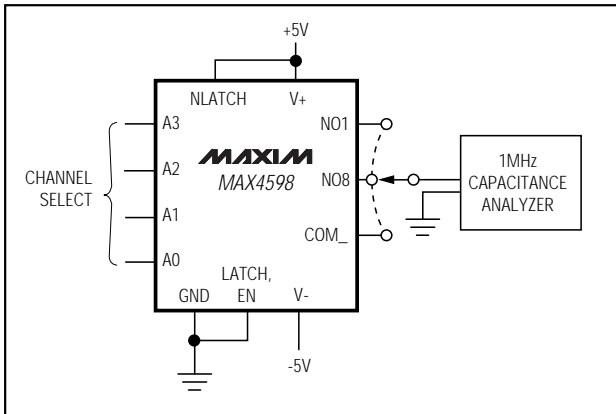 +5V
NLATCH
V+
A3
A2
A1
A0
CHANNEL
SELECT
MAXIM
MAX4598
NO1
NO8
COM_
1MHz
CAPACITANCE
ANALYZER
LATCH,
EN
GND
V-
-5V